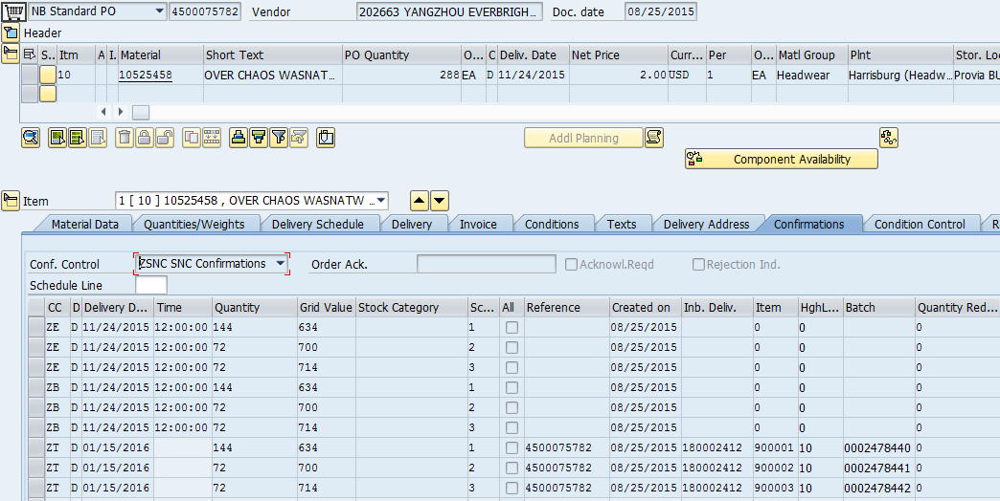 NB Standard PO 4500075782 Vendor 202663 YANGZHOU EVERBRIGH... Doc. date 08/25/2015
Header
S.. Itm A I. Material Short Text PO Quantity O... C Deliv. Date Net Price Curr... Per O... Matl Group Plnt Stor. Lo
10 10525458 OVER CHAOS WASNAT... 288 EA D 11/24/2015 2.00 USD 1 EA Headwear Harrisburg (Headw... Provia BU
Addl Planning
Component Availability
Item 1 [ 10 ] 10525458 , OVER CHAOS WASNATW ...
Material Data Quantities/Weights Delivery Schedule Delivery Invoice Conditions Texts Delivery Address Confirmations Condition Control R
Conf. Control ZSNC SNC Confirmations Order Ack. Acknowl.Reqd Rejection Ind.
Schedule Line
CC D Delivery D... Time Quantity Grid Value Stock Category Sc... All Reference Created on Inb. Deliv. Item HghL... Batch Quantity Red...
ZE D 11/24/2015 12:00:00 144 634 1 08/25/2015 0 0 0
ZE D 11/24/2015 12:00:00 72 700 2 08/25/2015 0 0 0
ZE D 11/24/2015 12:00:00 72 714 3 08/25/2015 0 0 0
ZB D 11/24/2015 12:00:00 144 634 1 08/25/2015 0 0 0
ZB D 11/24/2015 12:00:00 72 700 2 08/25/2015 0 0 0
ZB D 11/24/2015 12:00:00 72 714 3 08/25/2015 0 0 0
ZT D 01/15/2016 144 634 1 4500075782 08/25/2015 180002412 900001 10 0002478440 0
ZT D 01/15/2016 72 700 2 4500075782 08/25/2015 180002412 900002 10 0002478441 0
ZT D 01/15/2016 72 714 3 4500075782 08/25/2015 180002412 900003 10 0002478442 0